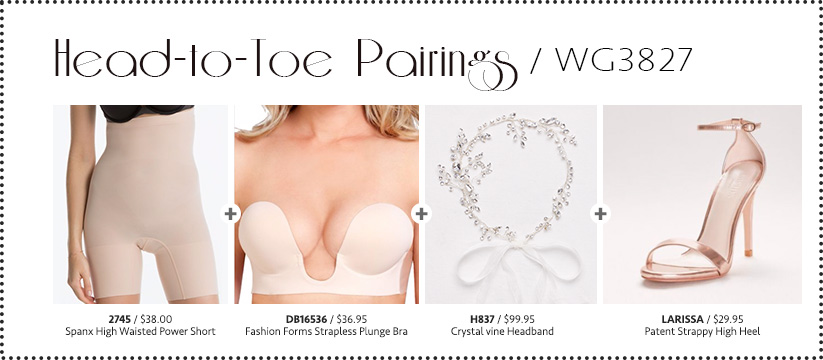 Head-to-Toe Pairings / WG3827
+ + +
2745 / $38.00
Spanx High Waisted Power Short
DB16536 / $36.95
Fashion Forms Strapless Plunge Bra
H837 / $99.95
Crystal vine Headband
LARISSA / $29.95
Patent Strappy High Heel